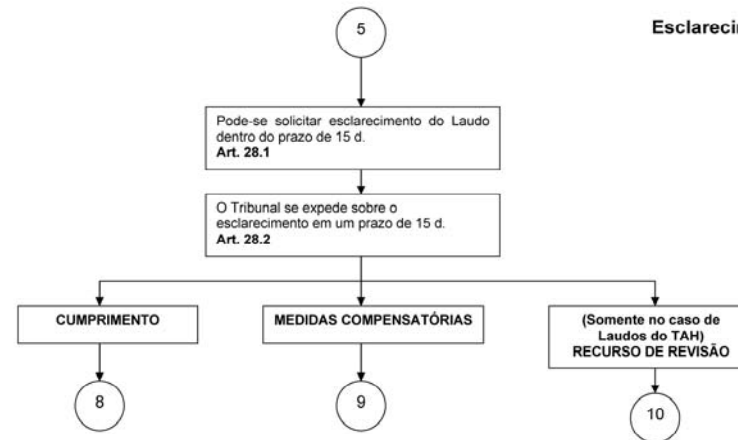 5
Esclareci
Pode-se solicitar esclarecimento do Laudo
dentro do prazo de 15 d.
Art. 28.1
O Tribunal se expede sobre o
esclarecimento em um prazo de 15 d.
Art. 28.2
CUMPRIMENTO
MEDIDAS COMPENSATÓRIAS
(Somente no caso de
Laudos do TAH)
RECURSO DE REVISÃO
8
9
10